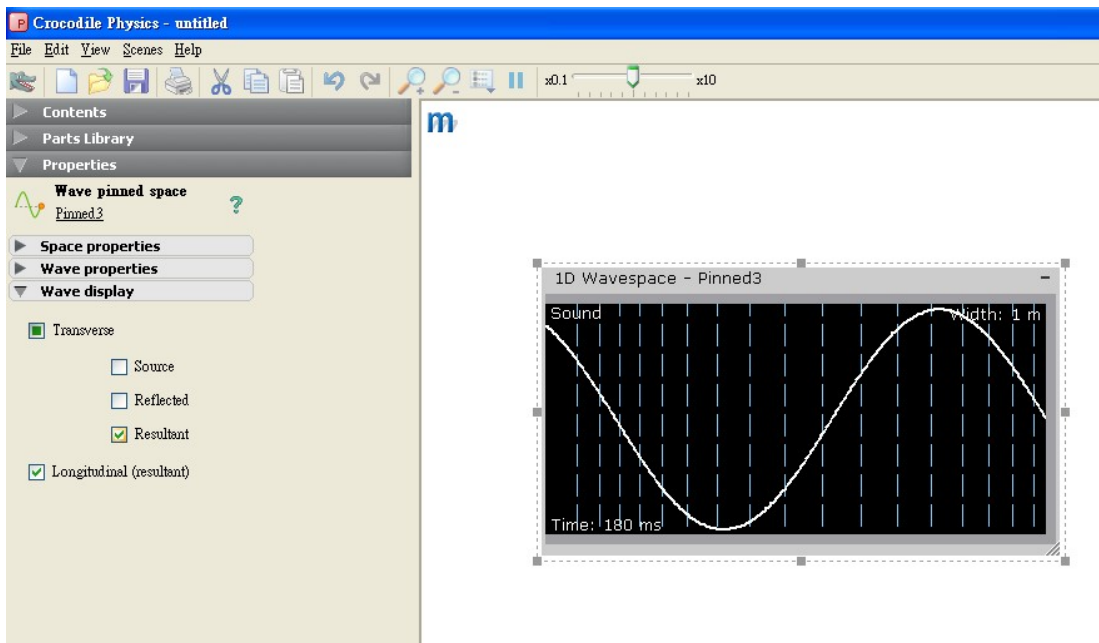 Crocodile Physics - untitled
File Edit View Scenes Help
x0.1 x10
Contents
Parts Library
Properties
Wave pinned space
Pinned3
?
Space properties
Wave properties
Wave display
Transverse
Source
Reflected
Resultant
Longitudinal (resultant)
m
1D Wavespace - Pinned3
Sound Width: 1 m
Time: 180 ms